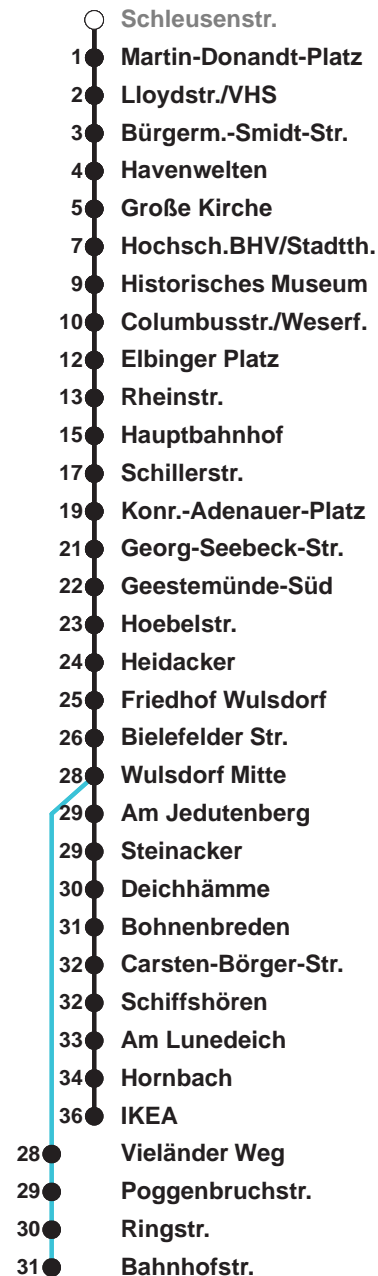 Schleusenstr.
1 Martin-Donandt-Platz
2 Lloydstr./VHS
3 Bürgerm.-Smidt-Str.
4 Havenwelten
5 Große Kirche
7 Hochsch.BHV/Stadtth.
9 Historisches Museum
10 Columbusstr./Weserf.
12 Elbinger Platz
13 Rheinstr.
15 Hauptbahnhof
17 Schillerstr.
19 Konr.-Adenauer-Platz
21 Georg-Seebeck-Str.
22 Geestemünde-Süd
23 Hoebelstr.
24 Heidacker
25 Friedhof Wulsdorf
26 Bielefelder Str.
28 Wulsdorf Mitte
29 Am Jedutenberg
29 Steinacker
30 Deichhämme
31 Bohnenbreden
32 Carsten-Börger-Str.
32 Schiffshören
33 Am Lunedeich
34 Hornbach
36 IKEA
28 Vieländer Weg
29 Poggenbruchstr.
30 Ringstr.
31 Bahnhofstr.